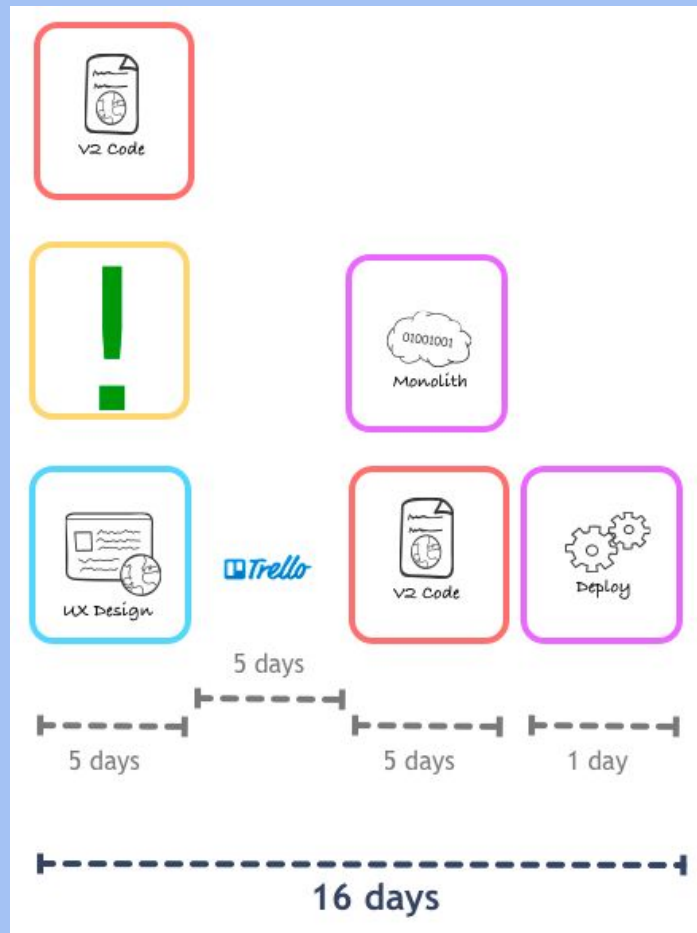 V2 Code
!
01001001
Monolith
UX Design
Trello
V2 Code
Deploy
5 days
5 days
5 days
1 day
16 days